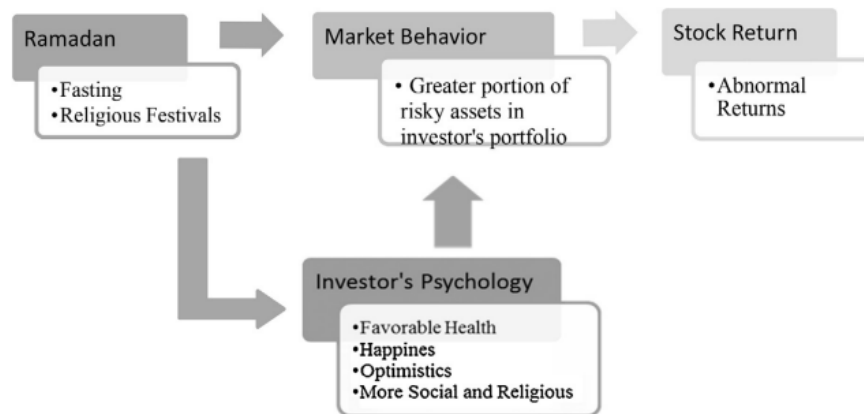 Ramadan
•Fasting
•Religious Festivals
Market Behavior
• Greater portion of
risky assets in
investor's portfolio
Stock Return
•Abnormal
Returns
Investor's Psychology
•Favorable Health
•Happines
•Optimistics
•More Social and Religious